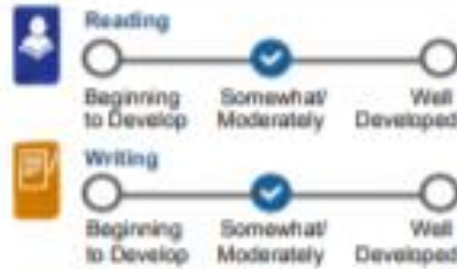 Reading
Beginning Somewhat/ Well
to Develop Moderately Developed
Writing
Beginning Somewhat/ Well
to Develop Moderately Developed